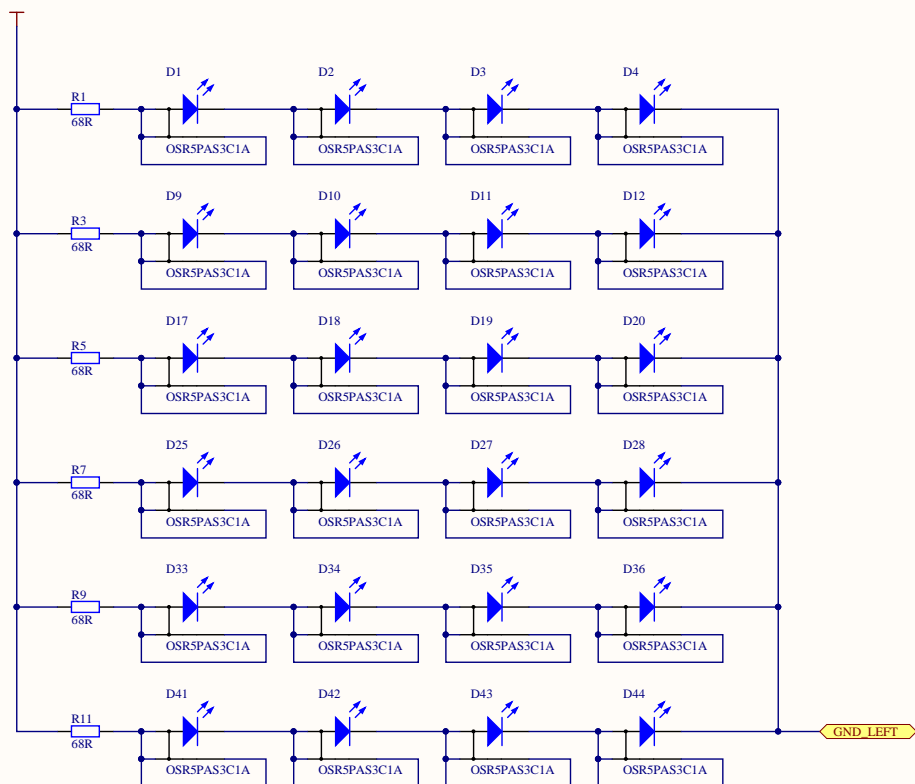 D1 D2 D3 D4
R1
68R
OSR5PAS3C1A OSR5PAS3C1A OSR5PAS3C1A OSR5PAS3C1A
D9 D10 D11 D12
R3
68R
OSR5PAS3C1A OSR5PAS3C1A OSR5PAS3C1A OSR5PAS3C1A
D17 D18 D19 D20
R5
68R
OSR5PAS3C1A OSR5PAS3C1A OSR5PAS3C1A OSR5PAS3C1A
D25 D26 D27 D28
R7
68R
OSR5PAS3C1A OSR5PAS3C1A OSR5PAS3C1A OSR5PAS3C1A
D33 D34 D35 D36
R9
68R
OSR5PAS3C1A OSR5PAS3C1A OSR5PAS3C1A OSR5PAS3C1A
D41 D42 D43 D44
R11
GND_LEFT
68R
OSR5PAS3C1A OSR5PAS3C1A OSR5PAS3C1A OSR5PAS3C1A